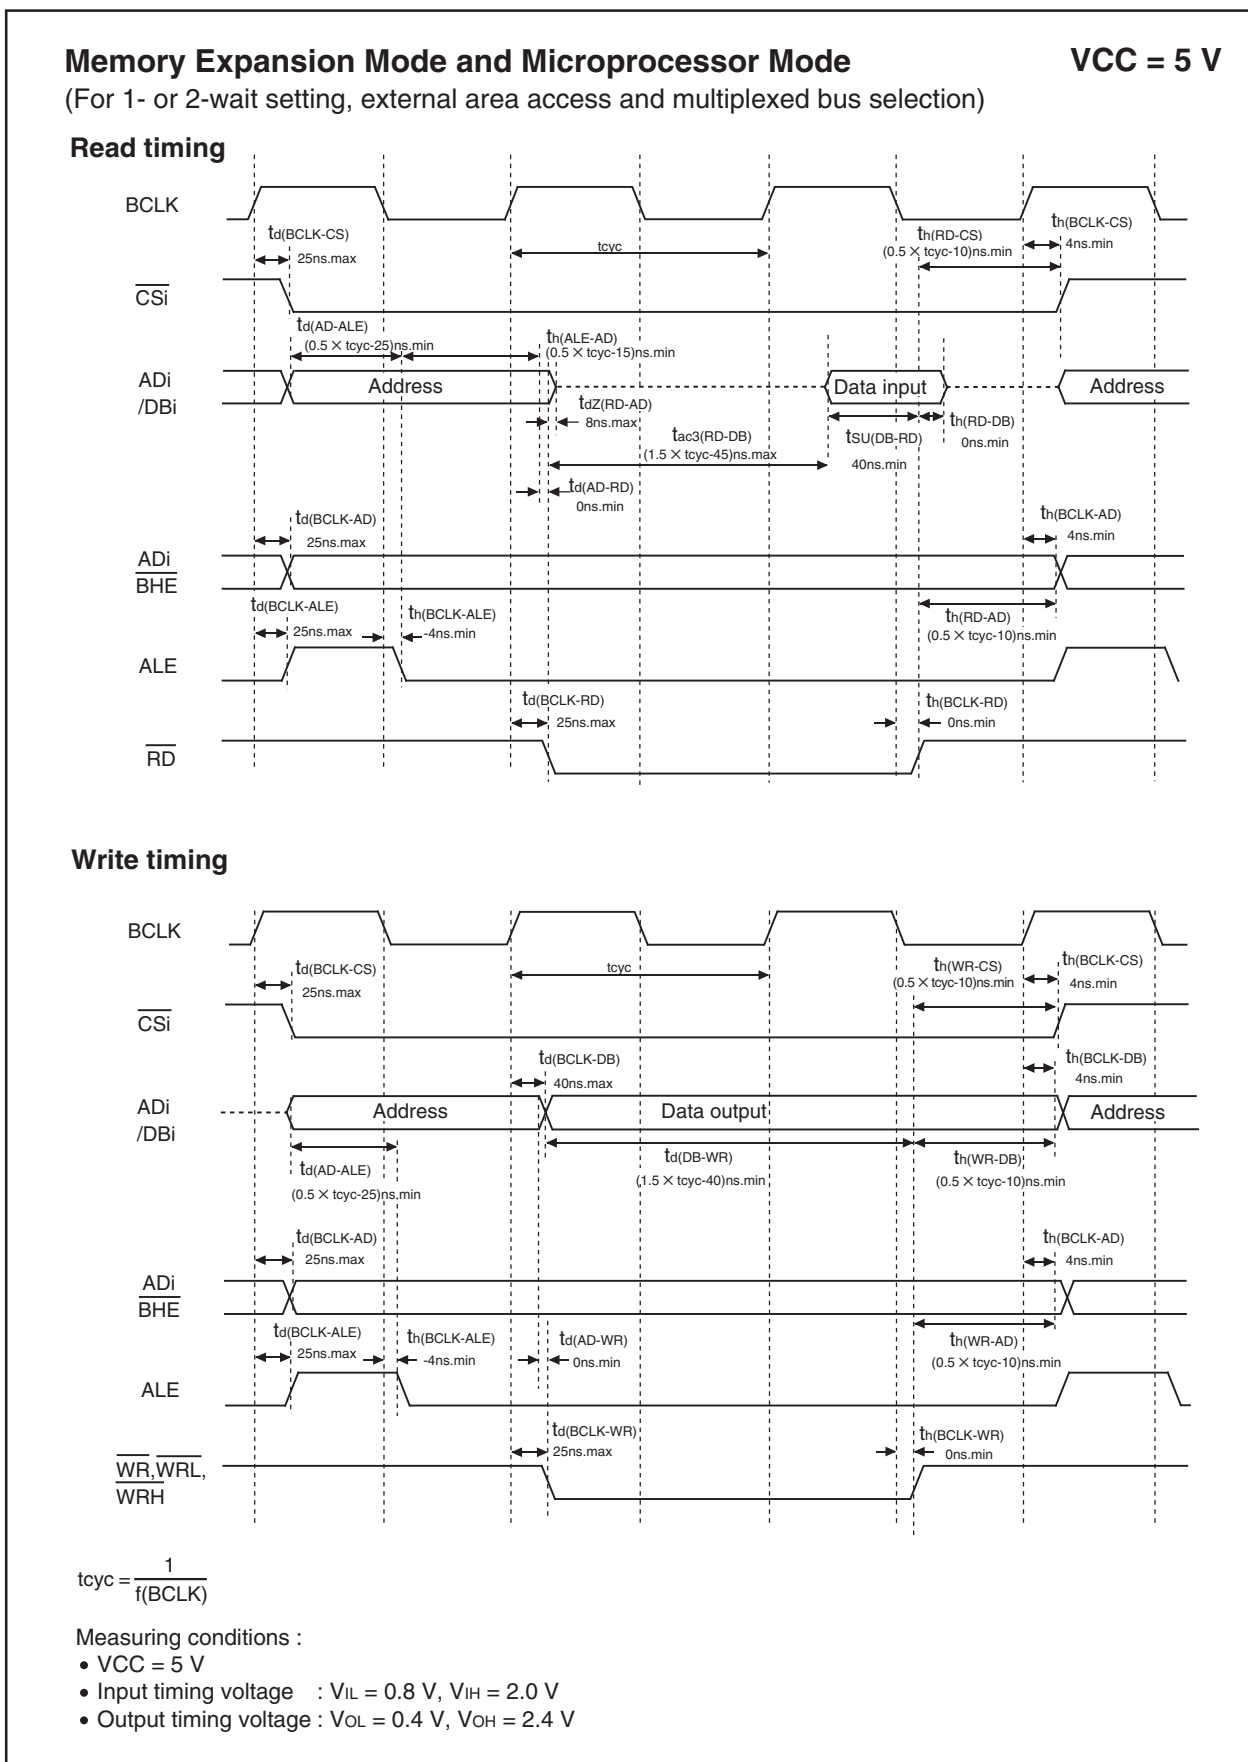 Memory Expansion Mode and Microprocessor Mode
VCC = 5 V
(For 1- or 2-wait setting, external area access and multiplexed bus selection)
Read timing
BCLK
td(BCLK-CS)
25ns.max
tcyc
th(RD-CS)
(0.5 × tcyc-10)ns.min
th(BCLK-CS)
4ns.min
CSi
td(AD-ALE)
(0.5 × tcyc-25)ns.min
th(ALE-AD)
(0.5 × tcyc-15)ns.min
ADi
/DBi
Address
Data input
Address
tdZ(RD-AD)
8ns.max
tac3(RD-DB)
(1.5 × tcyc-45)ns.max
tSU(DB-RD)
40ns.min
th(RD-DB)
0ns.min
td(AD-RD)
0ns.min
td(BCLK-AD)
25ns.max
th(BCLK-AD)
4ns.min
ADi
BHE
td(BCLK-ALE)
25ns.max
th(BCLK-ALE)
-4ns.min
th(RD-AD)
(0.5 × tcyc-10)ns.min
ALE
td(BCLK-RD)
25ns.max
th(BCLK-RD)
0ns.min
RD
Write timing
BCLK
td(BCLK-CS)
25ns.max
tcyc
th(WR-CS)
(0.5 × tcyc-10)ns.min
th(BCLK-CS)
4ns.min
CSi
td(BCLK-DB)
40ns.max
th(BCLK-DB)
4ns.min
ADi
/DBi
Address
Data output
Address
td(AD-ALE)
(0.5 × tcyc-25)ns.min
td(DB-WR)
(1.5 × tcyc-40)ns.min
th(WR-DB)
(0.5 × tcyc-10)ns.min
td(BCLK-AD)
25ns.max
th(BCLK-AD)
4ns.min
ADi
BHE
td(BCLK-ALE)
25ns.max
th(BCLK-ALE)
-4ns.min
td(AD-WR)
0ns.min
th(WR-AD)
(0.5 × tcyc-10)ns.min
ALE
td(BCLK-WR)
25ns.max
th(BCLK-WR)
0ns.min
WR,WRL,
WRH
tcyc = 1
f(BCLK)
Measuring conditions :
• VCC = 5 V
• Input timing voltage : VIL = 0.8 V, VIH = 2.0 V
• Output timing voltage : VOL = 0.4 V, VOH = 2.4 V